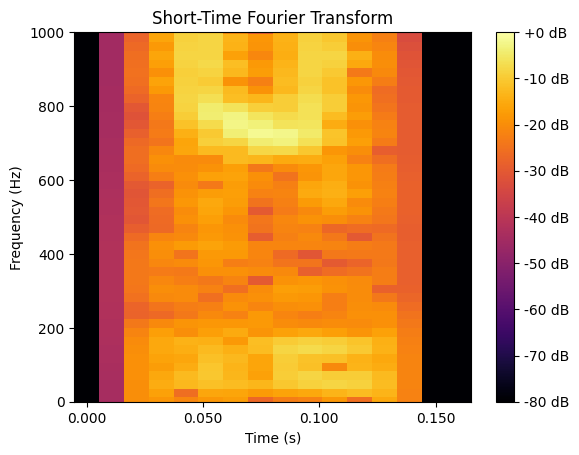 Short-Time Fourier Transform
Frequency (Hz)
1000
800
600
400
200
0
0.000
0.050
0.100
0.150
Time (s)
+0 dB
-10 dB
-20 dB
-30 dB
-40 dB
-50 dB
-60 dB
-70 dB
-80 dB